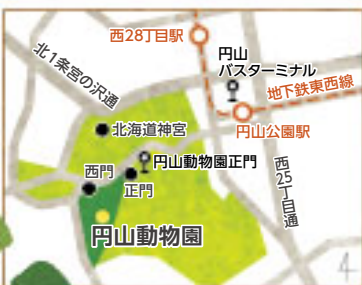 西28丁目駅
北1条宮の沢通
円山
バスターミナル
地下鉄東西線
北海道神宮
円山公園駅
円山動物園正門
西門
正門
西25丁目通
円山動物園